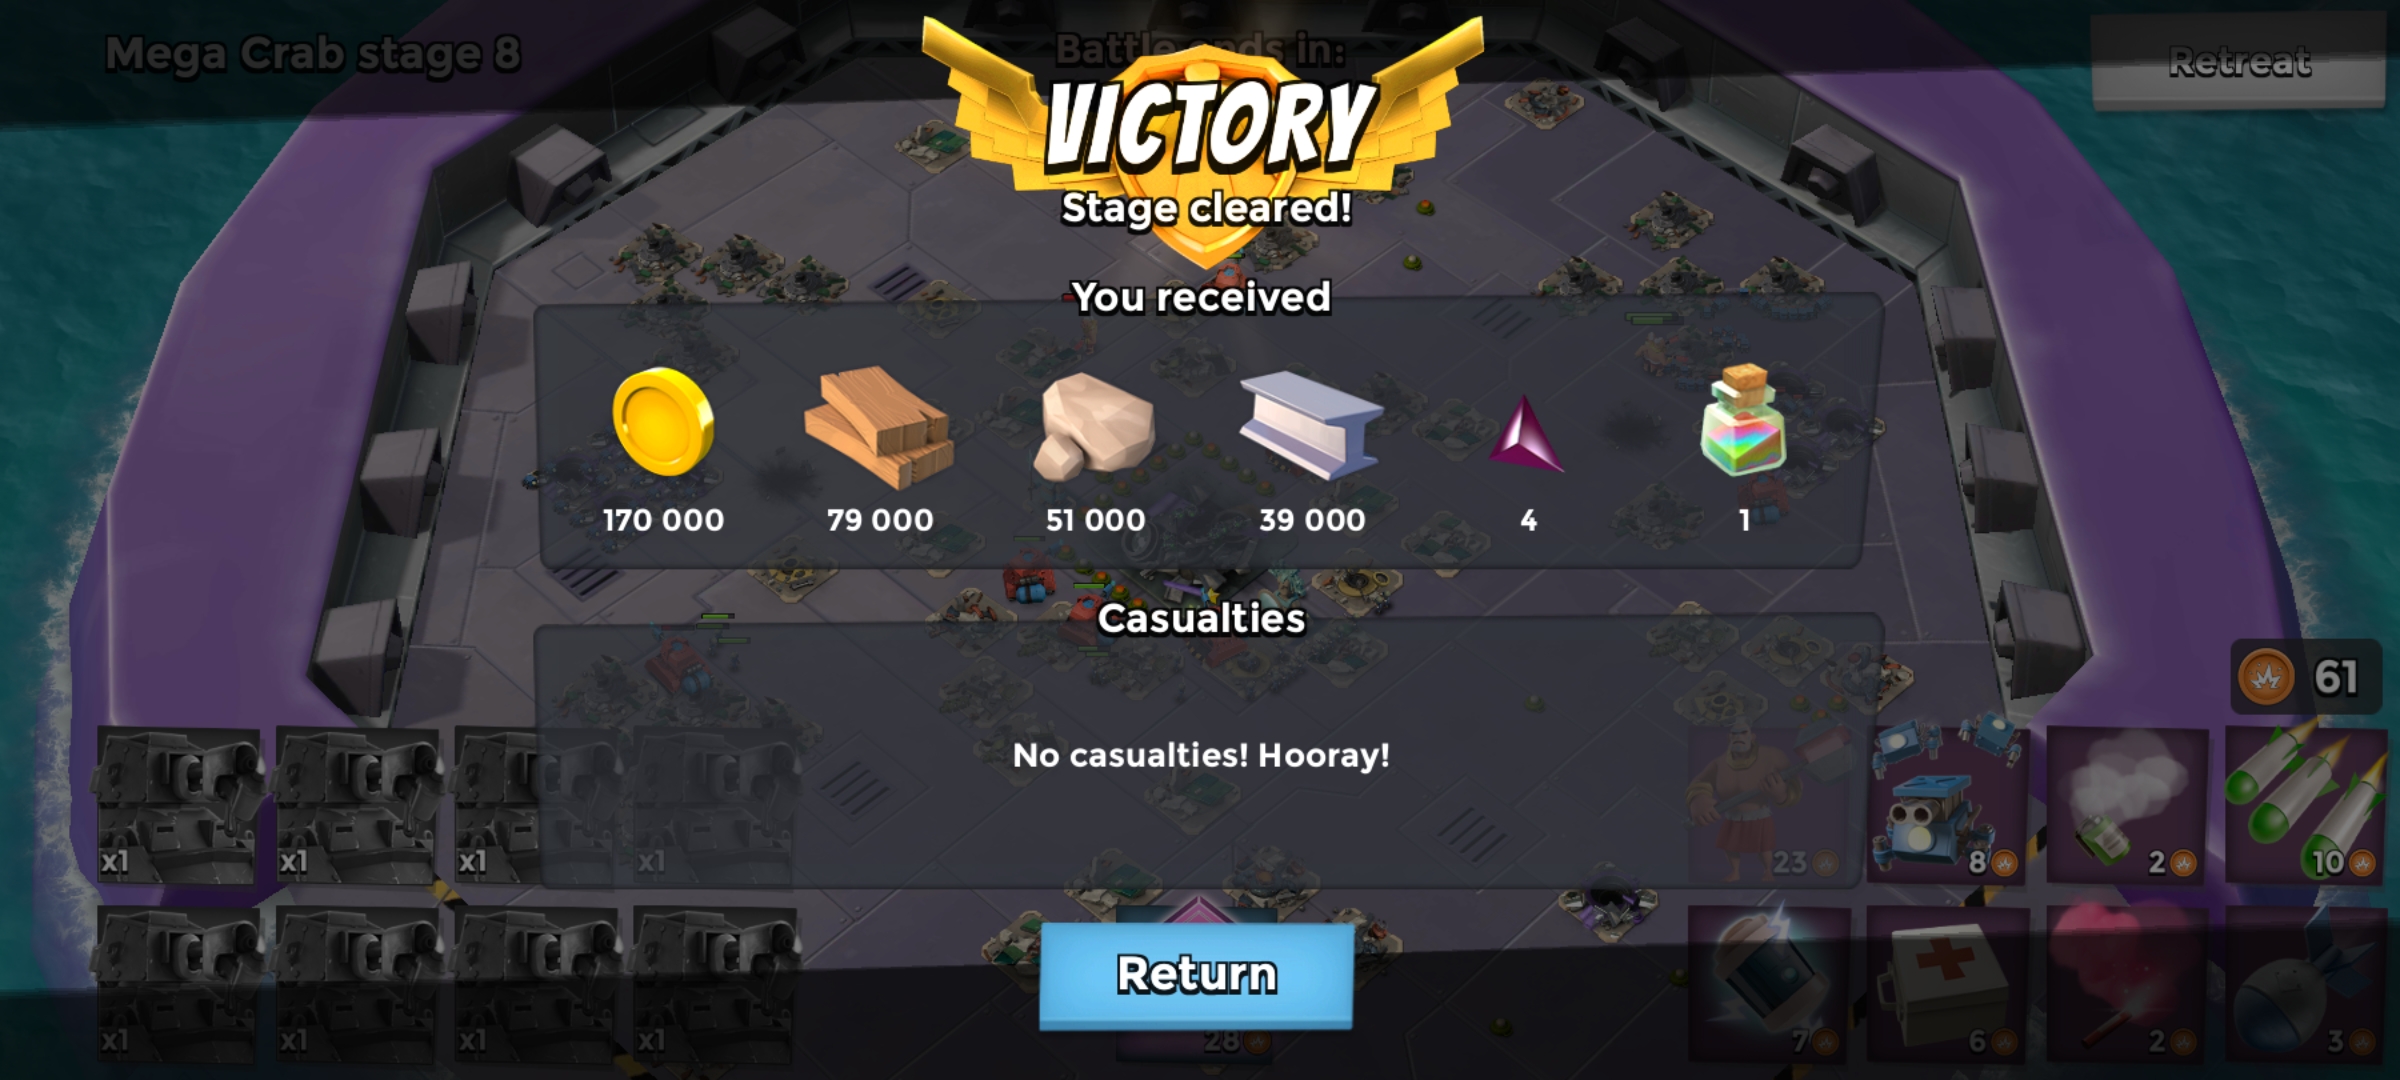 Mega Crab stage 8
Battle ends in:
Retreat
VICTORY
Stage cleared!
You received
170 000
79 000
51 000
39 000
4
1
Casualties
No casualties! Hooray!
61
x1
x1
x1
x1
23
8
2
10
Return
x1
x1
x1
x1
28
7
6
2
3